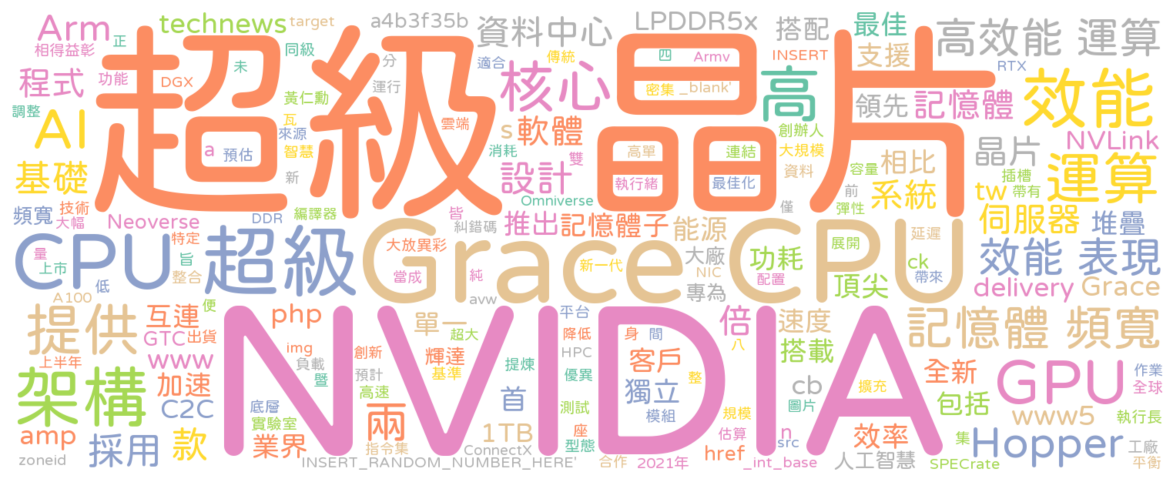 Arm technews target a4b3f35b LPDDR5x 搭配 最佳
相得益彰 正 同級 分 資料中心 傳統 四 Armv INSERT 支援 高效能 運算
程式 功能 DGX 未 運行 適合 核心 密集 _blank' 高 RTX
調整 黃仁勳 超級 晶片 領先 記憶體 效能
AI 瓦 來源 雲端 s 軟體 創辦人 NVLink
a 預估 智慧 消耗 雙 高單 連結 大規模 晶片
基礎 新 設計 執行緒 最佳化 資料 容量 相比 插槽 運算
頻寬 技術 編譯器 Omniverse 僅 前 彈性 系統 tw 帶有
大幅 Neoverse DDR 皆 糾錯碼 推出 記憶體子 能源 伺服器 堆疊
CPU 超級 Grace CPU
量 上市 特定 旨 整合 大放異彩 新一代 大廠 功耗 展開 延遲 效能 表現
低 當成 純 NIC 配置 頂尖 ck 帶來 delivery Grace
A100 便 avw 專為
提供 互連 php 單一 平台 倍 速度 記憶體 頻寬
GTC 出貨 NVIDIA 超大 降低 身 間 八
上半年 www img 負載 創新 輝達 提煉 HPC 客戶 搭載 全新 GPU 作業
架構 加速 暨 預計 基準 優異 獨立 整 cb 擴充 包括 全球
C2C 底層 高速 首 測試 模組 規模 圖片 www5 執行長
amp 採用 款 實驗室 業界 兩 指令集 1TB 座 型態 估算 n 效率 集 Hopper 工廠
zoneid 'INSERT_RANDOM_NUMBER_HERE' ConnectX 合作 2021年 href _int_base src 人工智慧 SPECrate 平衡